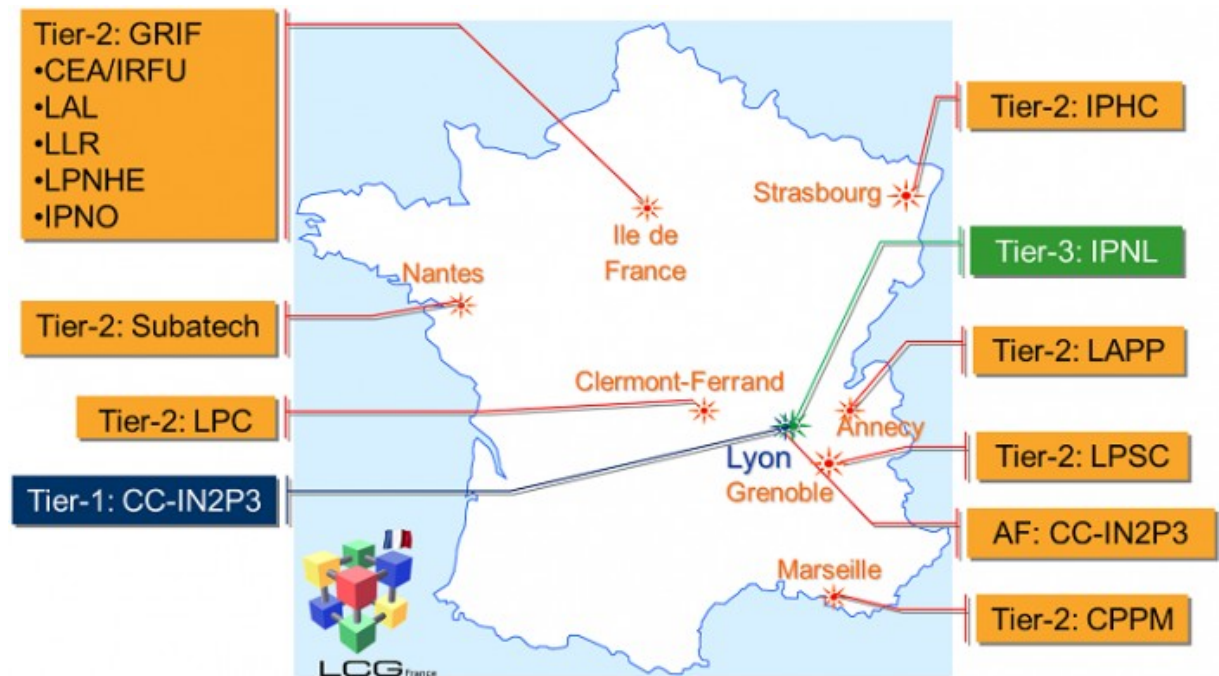 Tier-2: GRIF
•CEA/IRFU
•LAL
•LLR
•LPNHE
•IPNO
Tier-2: Subatech
Tier-2: LPC
Tier-1: CC-IN2P3
Strasbourg
Ile de
France
Nantes
Clermont-Ferrand
Annecy
Lyon
Grenoble
Marseille
LCG France
Tier-2: IPHC
Tier-3: IPNL
Tier-2: LAPP
Tier-2: LPSC
AF: CC-IN2P3
Tier-2: CPPM